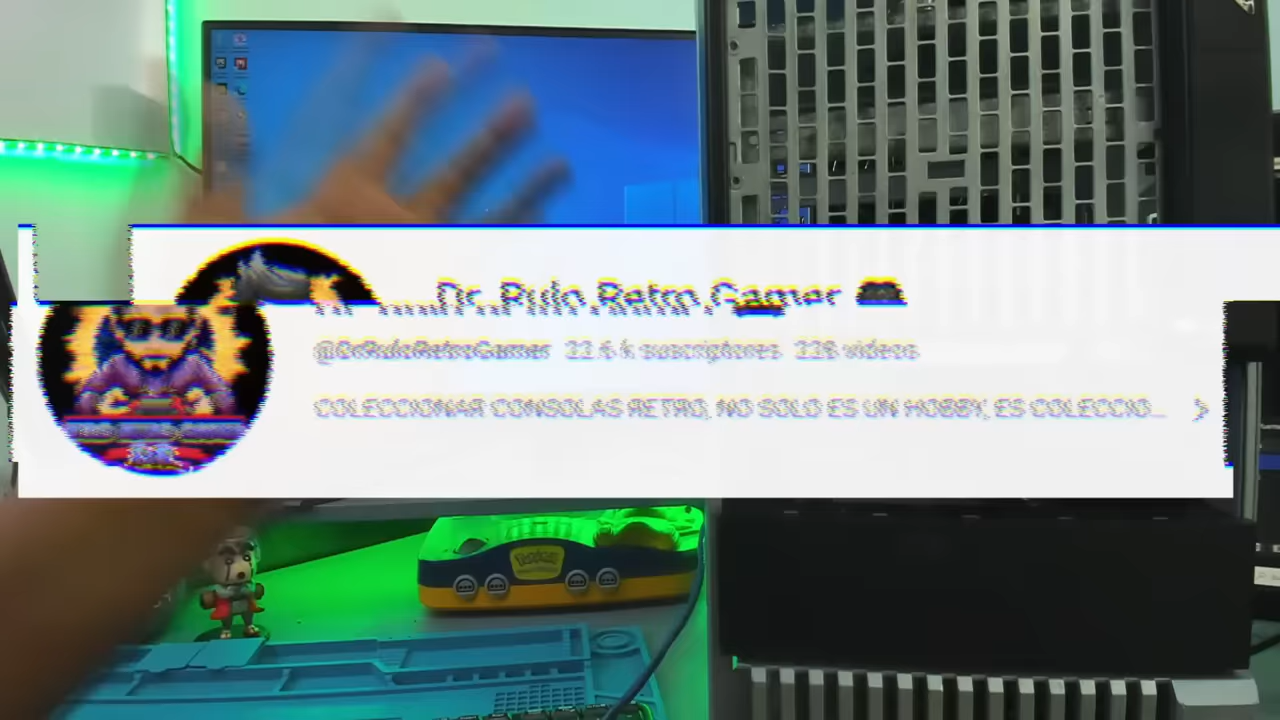 Dr. Rulo Retro Gamer
@DrRuloRetroGamer 22.6 k suscriptores 228 videos
COLECCIONAR CONSOLAS RETRO, NO SOLO ES UN HOBBY, ES COLECCIO...
Pokémon